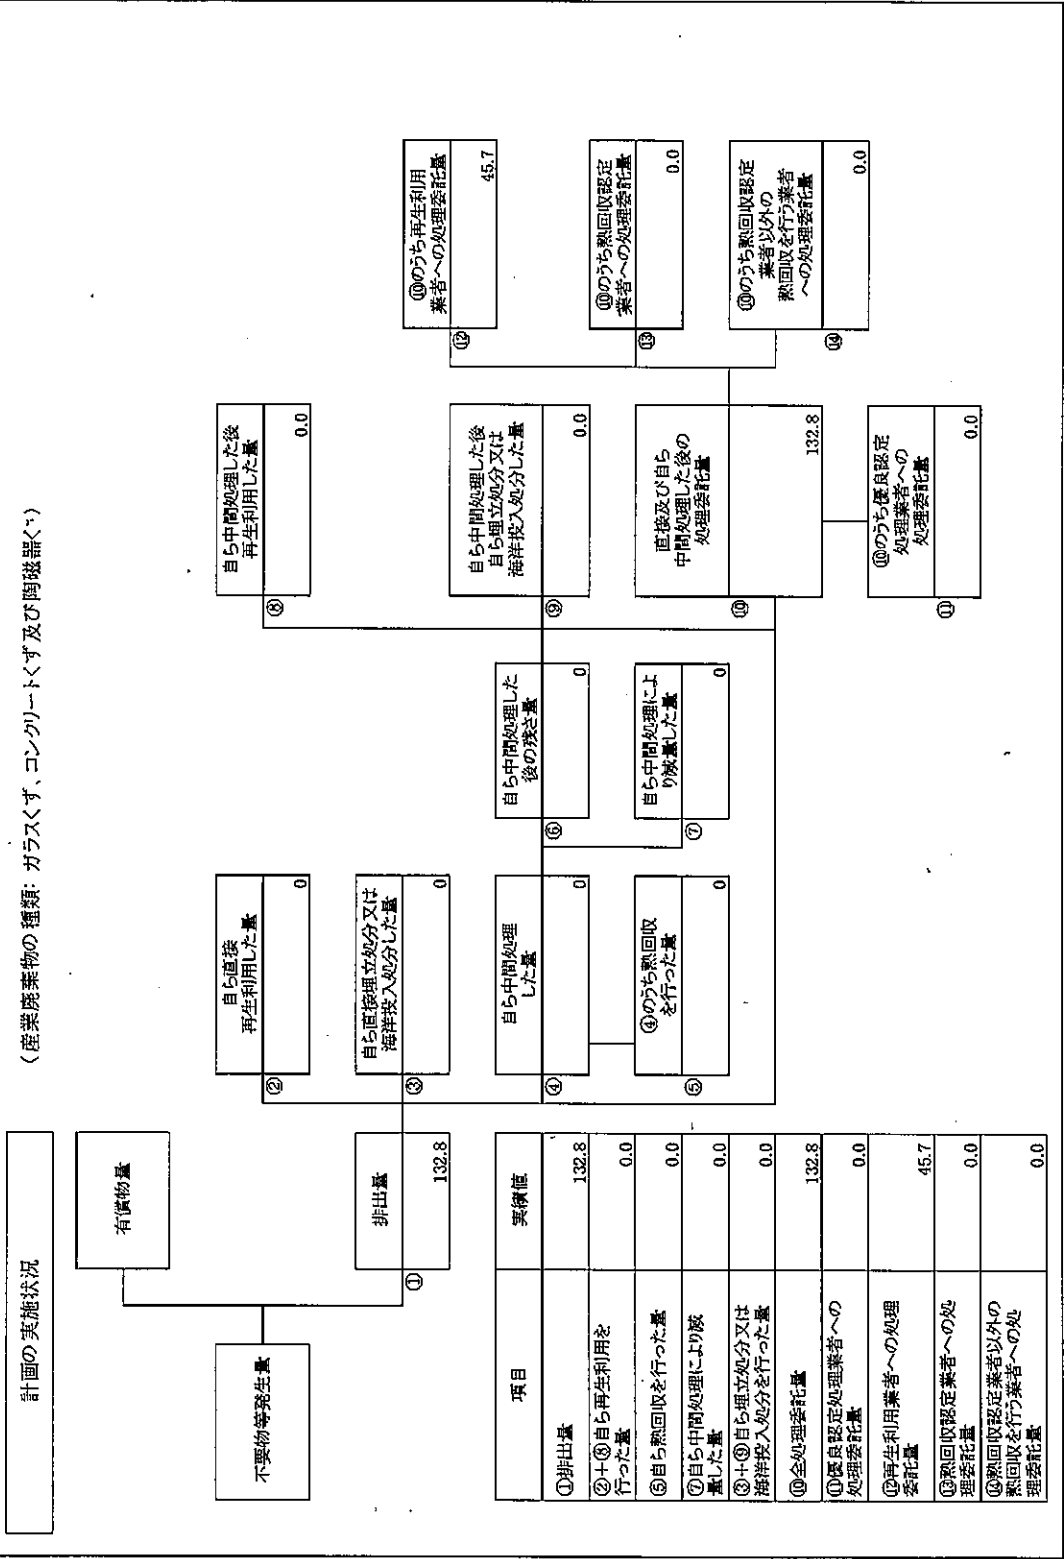 計画の実施状況
(産業廃棄物の種類: ガラスくず、コンクリートくず及び陶磁器くず)
不要物等発生量
有償物量
①
排出量
132.8
②
自ら直接
再生利用した量
0
③
自ら直接埋立処分又は
海洋投入処分した量
0
④
自ら中間処理
した量
0
⑤
④のうち熱回収
を行った量
0
⑥
自ら中間処理した
後の残さ量
0
⑦
自ら中間処理によ
り減量した量
0
⑧
自ら中間処理した後
再生利用した量
0.0
⑨
自ら中間処理した後
自ら埋立処分又は
海洋投入処分した量
0.0
⑩
直接及び自ら
中間処理した後の
処理委託量
132.8
⑪
⑩のうち優良認定
処理業者への
処理委託量
0.0
⑫
⑩のうち再生利用
業者への処理委託量
45.7
⑬
⑩のうち熱回収認定
業者への処理委託量
0.0
⑭
⑩のうち熱回収認定
業者以外の
熱回収を行う業者
への処理委託量
0.0
項目 実績値
①排出量 132.8
②+⑧自ら再生利用を
行った量 0.0
⑤自ら熱回収を行った量 0.0
⑦自ら中間処理により減
量した量 0.0
③+⑨自ら埋立処分又は
海洋投入処分を行った量 0.0
⑩全処理委託量 132.8
⑪優良認定処理業者への
処理委託量 0.0
⑫再生利用業者への処理
委託量 45.7
⑬熱回収認定業者への処
理委託量 0.0
⑭熱回収認定業者以外の
熱回収を行う業者への処
理委託量 0.0